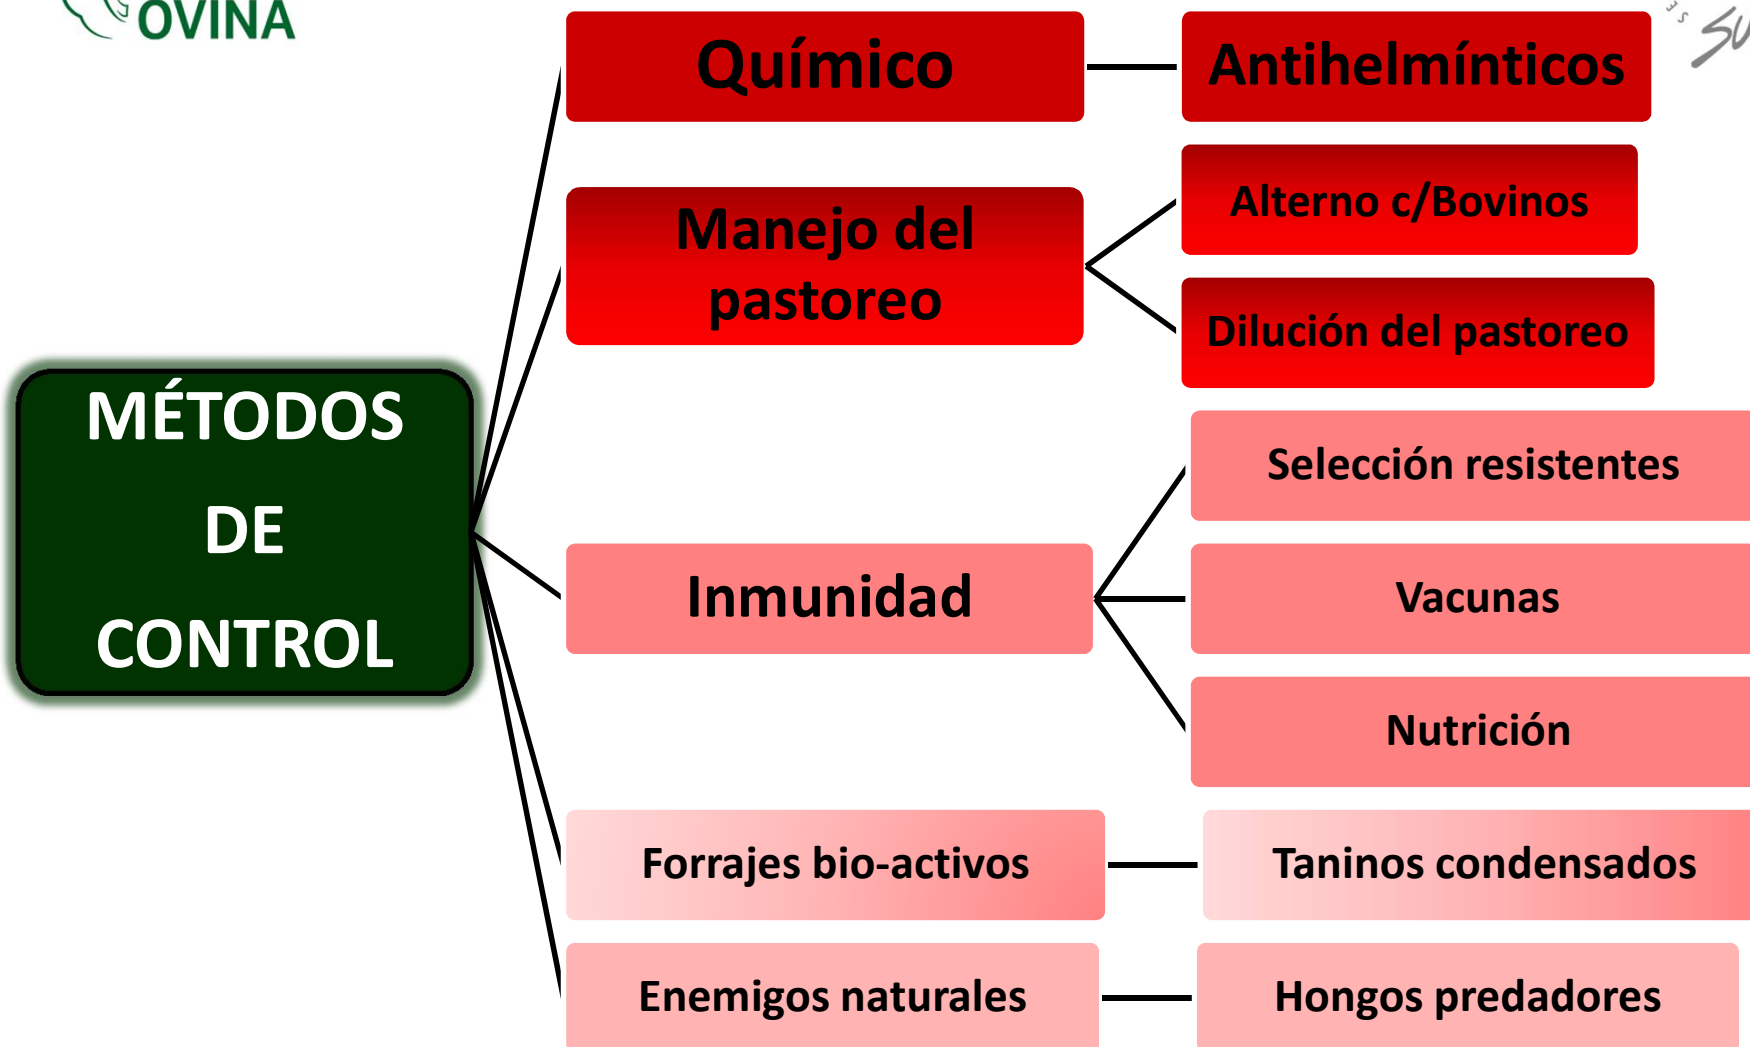 OVINA
SU
Químico
Antihelmínticos
Manejo del
pastoreo
Alterno c/Bovinos
Dilución del pastoreo
MÉTODOS
DE
CONTROL
Inmunidad
Selección resistentes
Vacunas
Nutrición
Forrajes bio-activos
Taninos condensados
Enemigos naturales
Hongos predadores